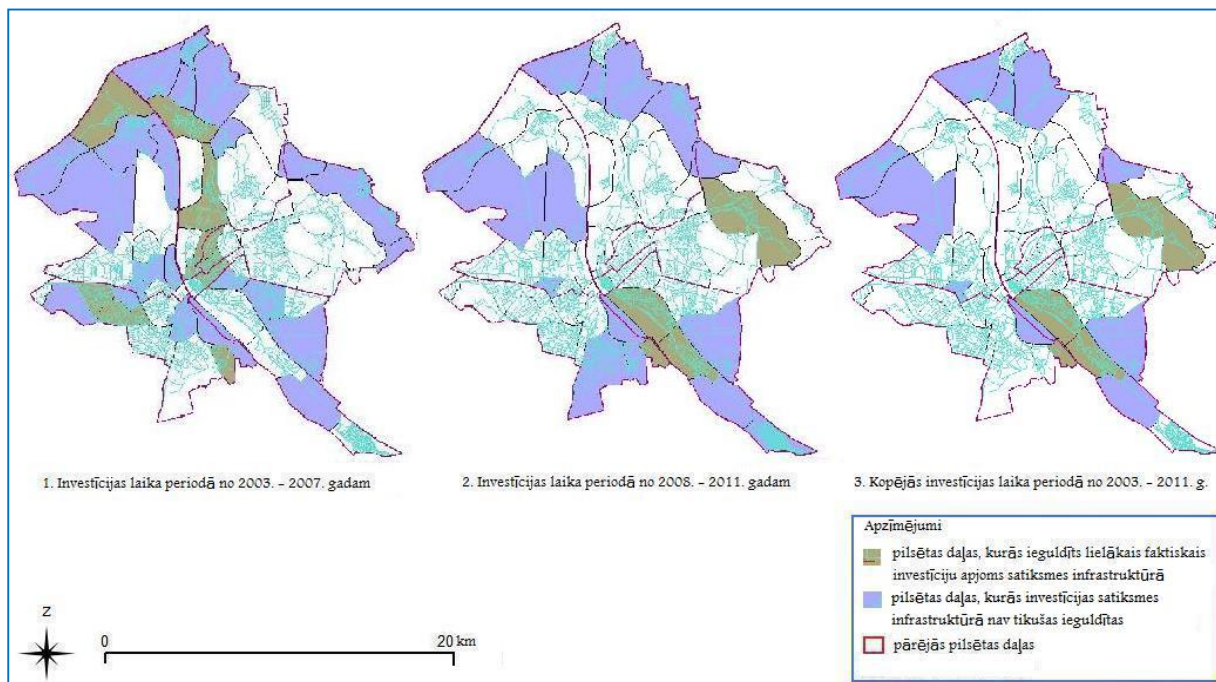 1. Investīcijas laika periodā no 2003. – 2007. gadam
2. Investīcijas laika periodā no 2008. – 2011. gadam
3. Kopējās investīcijas laika periodā no 2003. – 2011. g.
Apzīmējumi
pilsētas daļas, kurās ieguldīts lielākais faktiskais
investīciju apjoms satiksmes infrastruktūrā
pilsētas daļas, kurās investīcijas satiksmes
infrastruktūrā nav tikušas ieguldītas
pārējās pilsētas daļas
Z
0
20 km